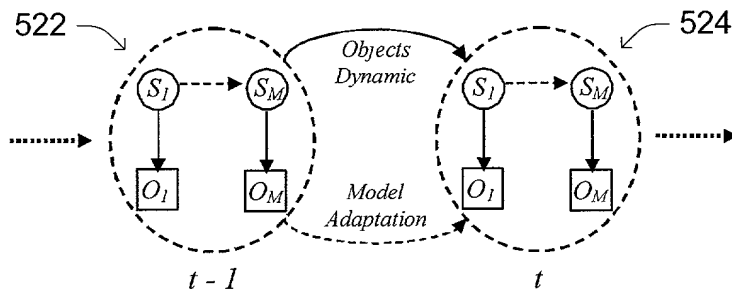 522
524
Objects
Dynamic
S1 SM
S1 SM
O1 OM
O1 OM
Model
Adaptation
t - 1
t